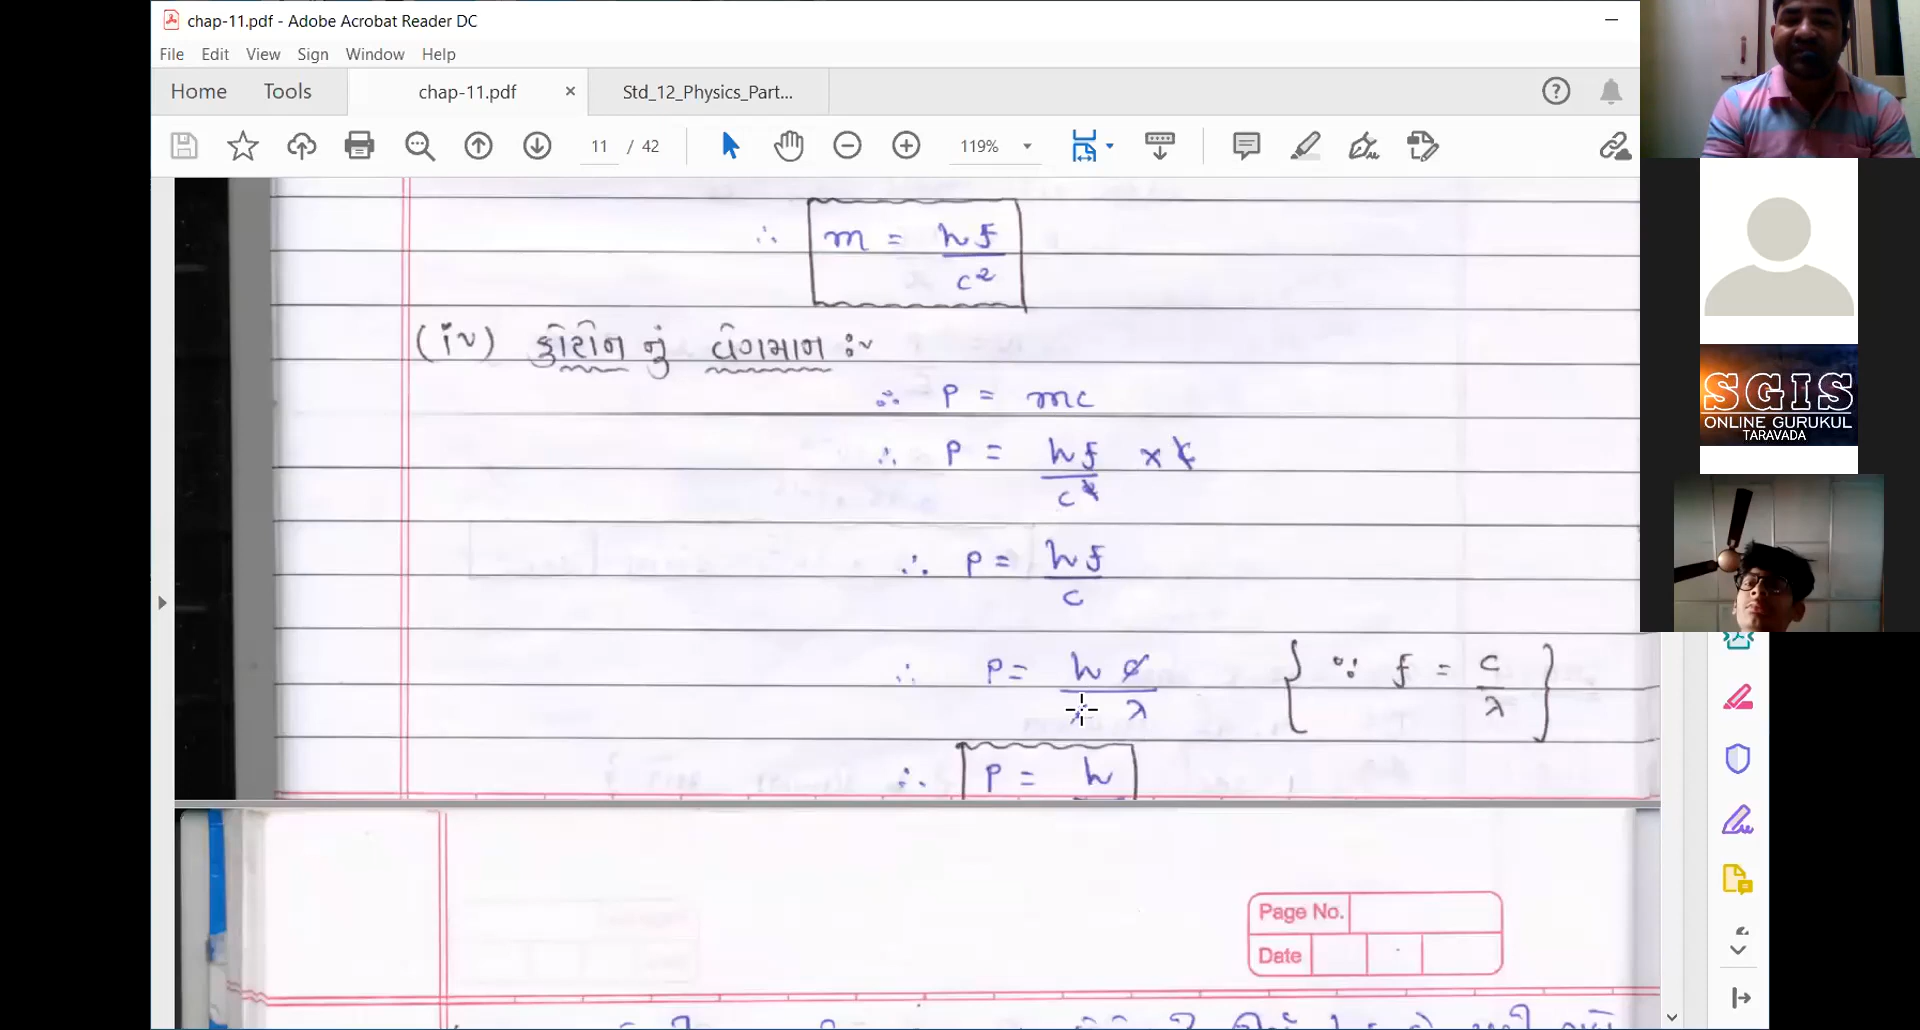 chap-11.pdf - Adobe Acrobat Reader DC
File Edit View Sign Window Help
Home Tools chap-11.pdf × Std_12_Physics_Part...
11 / 42 119%
∴ m = hf / c²
(iv) ફોટોન નું વેગમાન :~
∴ P = mc
∴ P = hf / c² × c
∴ P = hf / c
∴ P = h c / c λ { ∵ f = c / λ }
∴ P = h
Page No.
Date
SGIS
ONLINE GURUKUL
TARAVADA